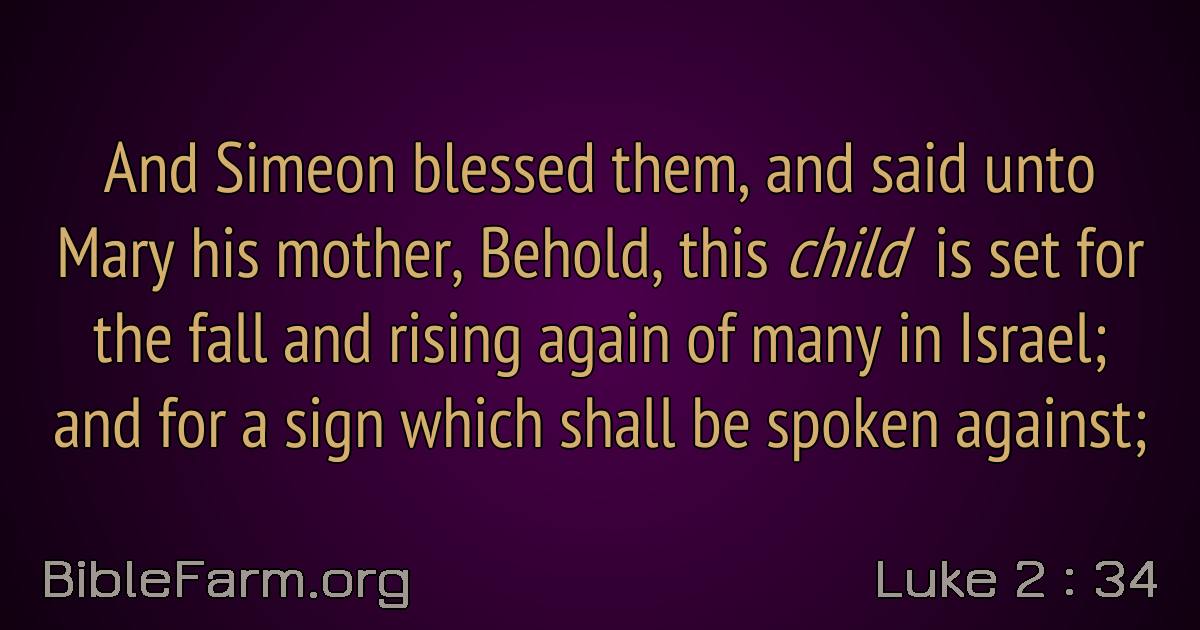 And Simeon blessed them, and said unto
Mary his mother, Behold, this child is set for
the fall and rising again of many in Israel;
and for a sign which shall be spoken against;
BibleFarm.org
Luke 2 : 34